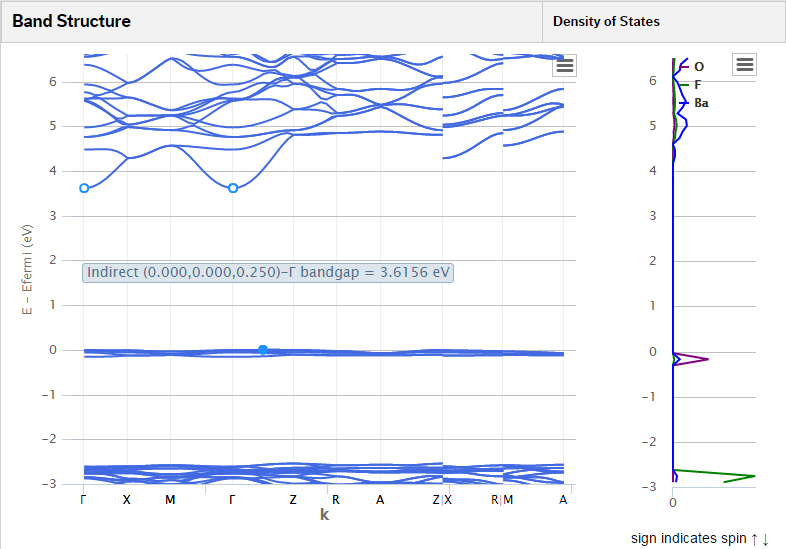 Band Structure
Density of States
6
5
4
3
2
1
0
−1
−2
−3
E − Efermi (eV)
Indirect (0.000,0.000,0.250)−Γ bandgap = 3.6156 eV
Γ X M Γ Z R A Z|X R|M A
k
O
F
Ba
6
5
4
3
2
1
0
−1
−2
−3
0
sign indicates spin ↑↓